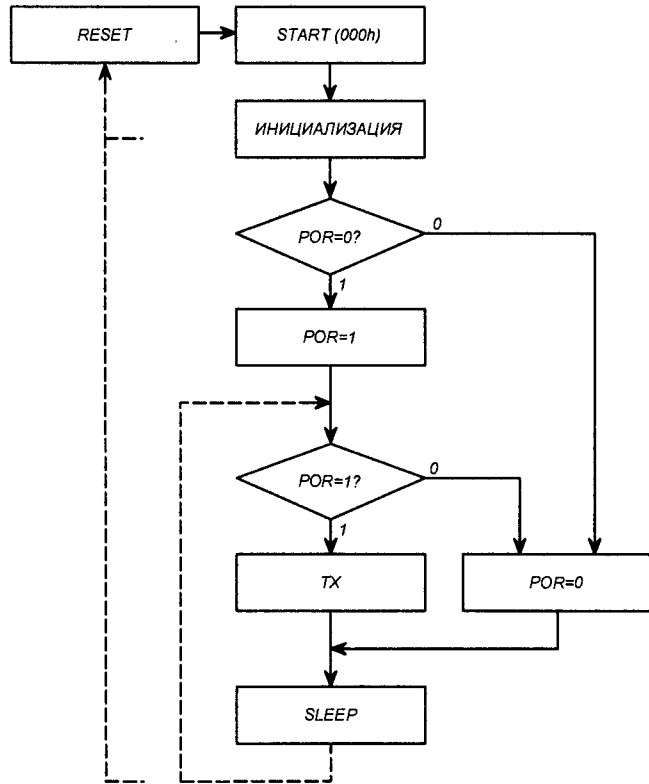 RESET
START (000h)
ИНИЦИАЛИЗАЦИЯ
POR=0?
0
1
POR=1
POR=1?
0
1
TX
POR=0
SLEEP